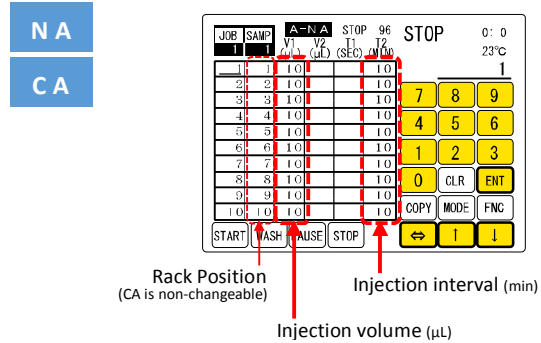 N A
C A
JOB SAMP A-NA STOP 96 STOP 0: 0
1 1 V1 V2 T1 T2 23℃
(μL) (μL) (SEC) (MIN) 1
1 1 10 10
2 2 10 10
3 3 10 10
4 4 10 10
5 5 10 10
6 6 10 10
7 7 10 10
8 8 10 10
9 9 10 10
10 10 10 10
7 8 9
4 5 6
1 2 3
0 CLR ENT
COPY MODE FNC
START WASH PAUSE STOP ⇔ ↑ ↓
Rack Position
(CA is non-changeable)
Injection interval (min)
Injection volume (μL)